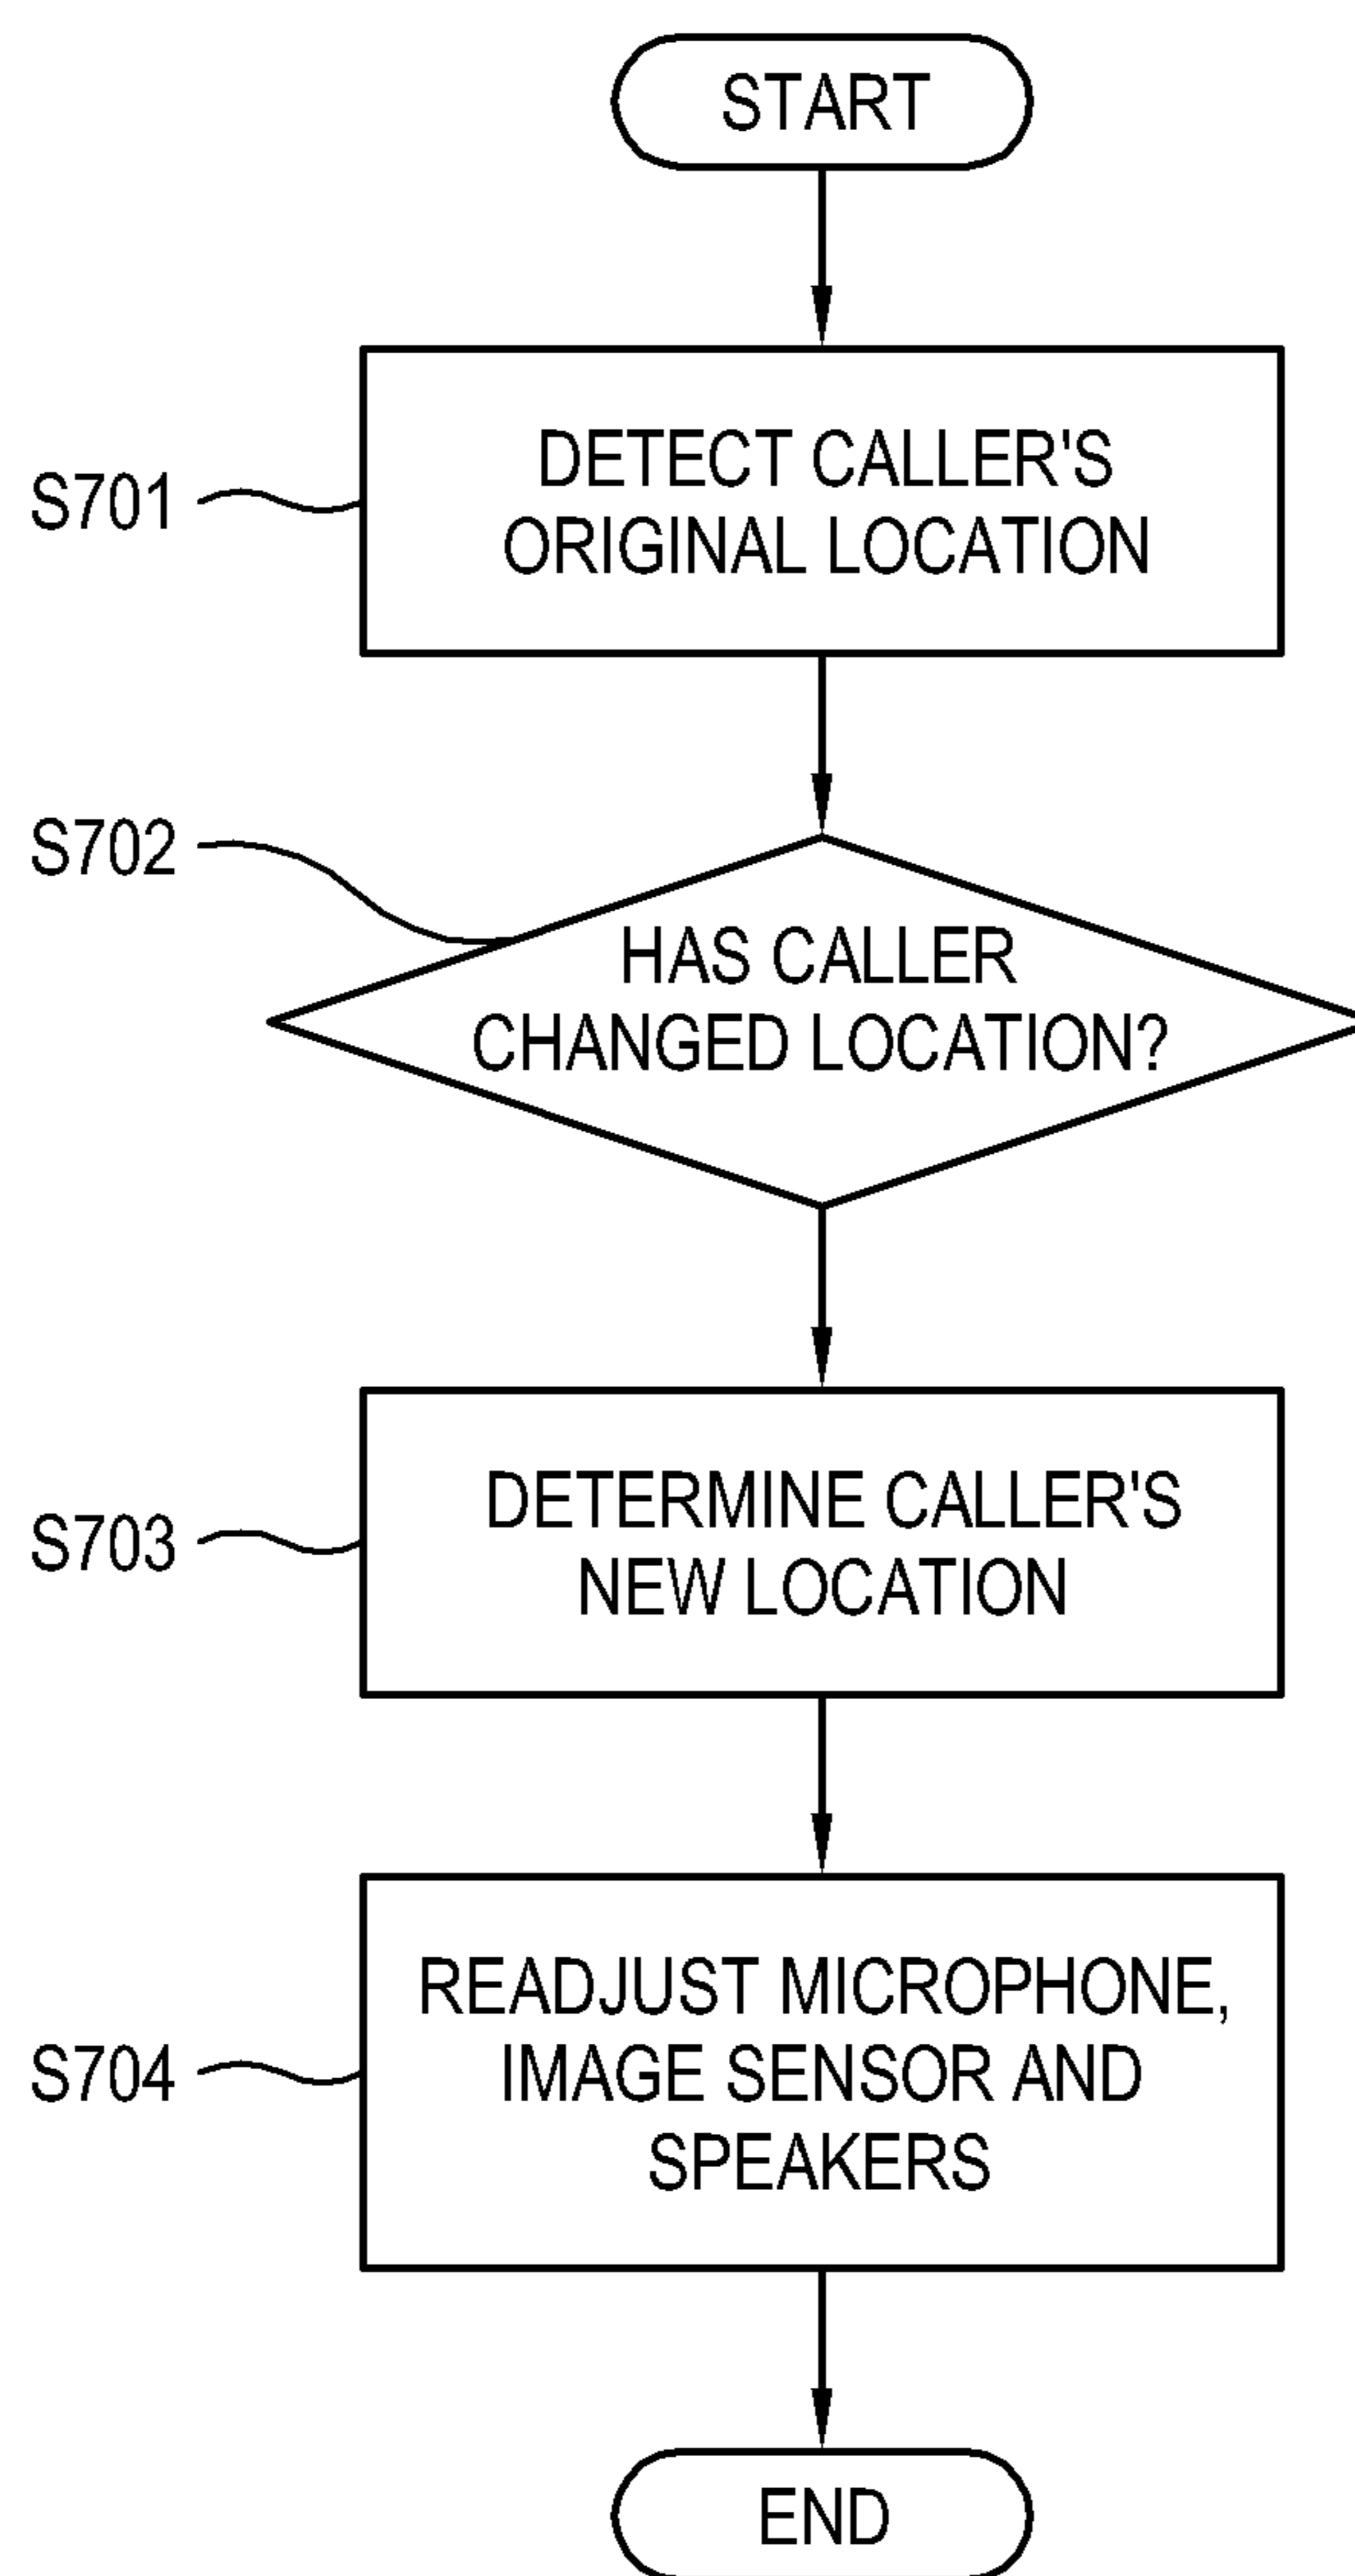 START
S701
DETECT CALLER'S
ORIGINAL LOCATION
S702
HAS CALLER
CHANGED LOCATION?
S703
DETERMINE CALLER'S
NEW LOCATION
S704
READJUST MICROPHONE,
IMAGE SENSOR AND
SPEAKERS
END